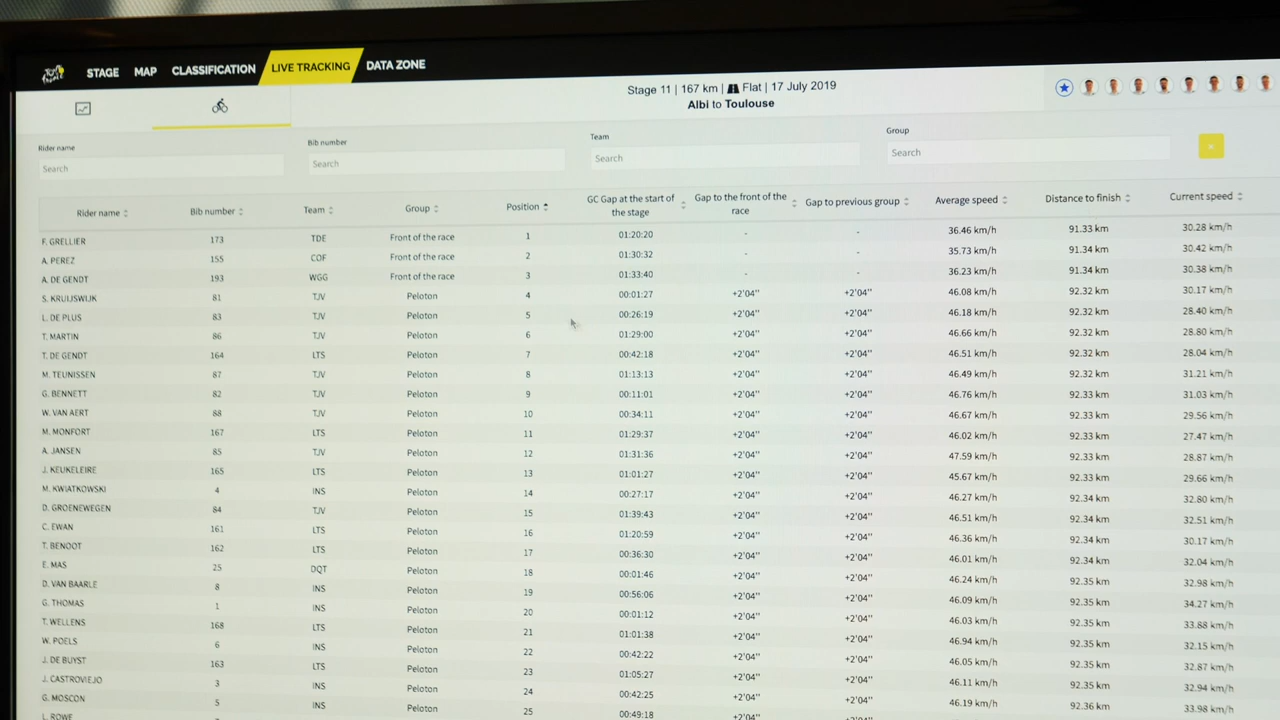 STAGE MAP CLASSIFICATION LIVE TRACKING DATA ZONE
Stage 11 | 167 km | Flat | 17 July 2019
Albi to Toulouse
Rider name Bib number Team Group
Search Search Search Search
Rider name Bib number Team Group Position GC Gap at the start of the stage Gap to the front of the race Gap to previous group Average speed Distance to finish Current speed
F. GRELLIER 173 TDE Front of the race 1 01:20:20 - - 36.46 km/h 91.33 km 30.28 km/h
A. PEREZ 155 COF Front of the race 2 01:30:32 - - 35.73 km/h 91.34 km 30.42 km/h
A. DE GENDT 193 WGG Front of the race 3 01:33:40 - - 36.23 km/h 91.34 km 30.38 km/h
S. KRUIJSWIJK 81 TJV Peloton 4 00:01:27 +2'04'' +2'04'' 46.08 km/h 92.32 km 30.17 km/h
L. DE PLUS 83 TJV Peloton 5 00:26:19 +2'04'' +2'04'' 46.18 km/h 92.32 km 28.40 km/h
T. MARTIN 86 TJV Peloton 6 01:29:00 +2'04'' +2'04'' 46.66 km/h 92.32 km 28.80 km/h
T. DE GENDT 164 LTS Peloton 7 00:42:18 +2'04'' +2'04'' 46.51 km/h 92.32 km 28.04 km/h
M. TEUNISSEN 87 TJV Peloton 8 01:13:13 +2'04'' +2'04'' 46.49 km/h 92.32 km 31.21 km/h
G. BENNETT 82 TJV Peloton 9 00:11:01 +2'04'' +2'04'' 46.76 km/h 92.33 km 31.03 km/h
W. VAN AERT 88 TJV Peloton 10 00:34:11 +2'04'' +2'04'' 46.67 km/h 92.33 km 29.56 km/h
M. MONFORT 167 LTS Peloton 11 01:29:37 +2'04'' +2'04'' 46.02 km/h 92.33 km 27.47 km/h
A. JANSEN 85 TJV Peloton 12 01:31:36 +2'04'' +2'04'' 47.59 km/h 92.33 km 28.87 km/h
J. KEUKELEIRE 165 LTS Peloton 13 01:01:27 +2'04'' +2'04'' 45.67 km/h 92.33 km 29.66 km/h
M. KWIATKOWSKI 4 INS Peloton 14 00:27:17 +2'04'' +2'04'' 46.27 km/h 92.34 km 32.80 km/h
D. GROENEWEGEN 84 TJV Peloton 15 01:39:43 +2'04'' +2'04'' 46.51 km/h 92.34 km 32.51 km/h
C. EWAN 161 LTS Peloton 16 01:20:59 +2'04'' +2'04'' 46.36 km/h 92.34 km 30.17 km/h
T. BENOOT 162 LTS Peloton 17 00:36:30 +2'04'' +2'04'' 46.01 km/h 92.34 km 32.04 km/h
E. MAS 25 DQT Peloton 18 00:01:46 +2'04'' +2'04'' 46.24 km/h 92.35 km 32.98 km/h
D. VAN BAARLE 8 INS Peloton 19 00:56:06 +2'04'' +2'04'' 46.09 km/h 92.35 km 34.27 km/h
G. THOMAS 1 INS Peloton 20 00:01:12 +2'04'' +2'04'' 46.03 km/h 92.35 km 33.88 km/h
T. WELLENS 168 LTS Peloton 21 01:01:38 +2'04'' +2'04'' 46.94 km/h 92.35 km 32.15 km/h
W. POELS 6 INS Peloton 22 00:42:22 +2'04'' +2'04'' 46.05 km/h 92.35 km 32.87 km/h
J. DE BUYST 163 LTS Peloton 23 01:05:27 +2'04'' +2'04'' 46.11 km/h 92.35 km 32.94 km/h
J. CASTROVIEJO 3 INS Peloton 24 00:42:25 +2'04'' +2'04'' 46.19 km/h 92.36 km 33.98 km/h
G. MOSCON 5 INS Peloton 25 00:49:18 +2'04'' +2'04''
L. ROWE